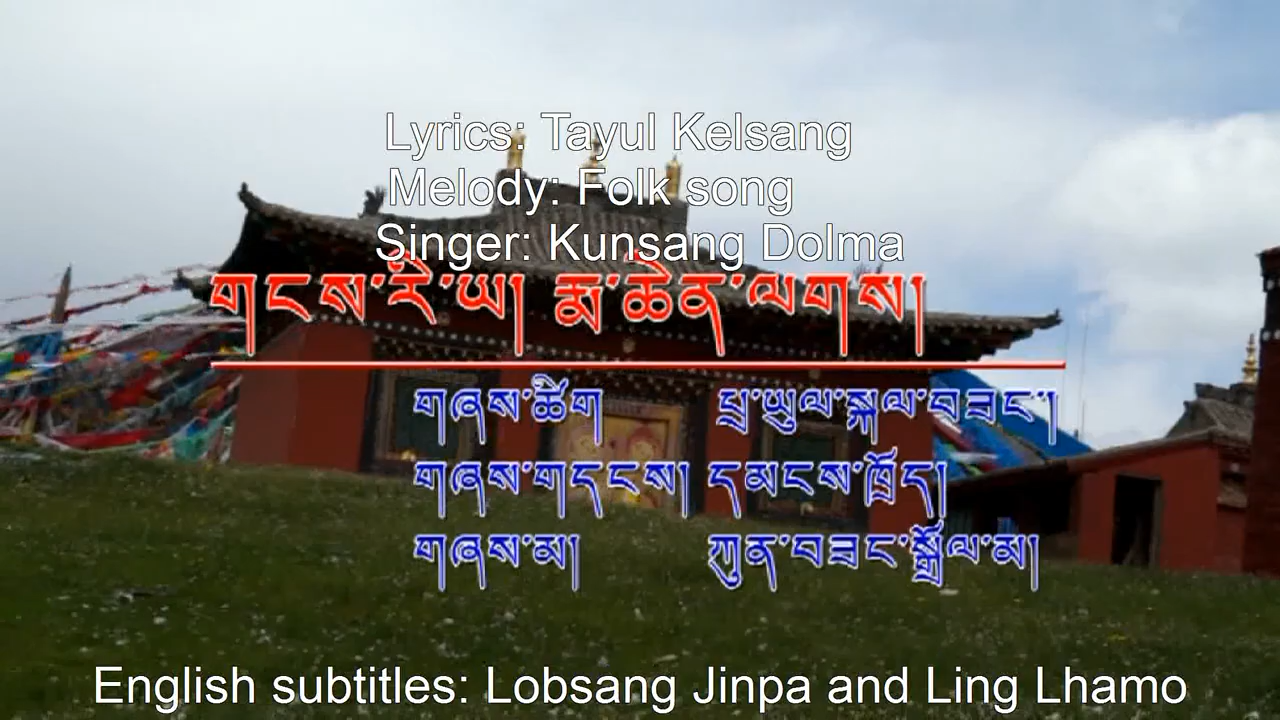 Lyrics: Tayul Kelsang
Melody: Folk song
Singer: Kunsang Dolma
གངས་རི་ཡ། རྨ་ཆེན་ལགས།
གཞས་ཚིག པྲ་ཡུལ་སྐལ་བཟང་།
གཞས་གདངས། དམངས་ཁྲོད།
གཞས་མ། ཀུན་བཟང་སྒྲོལ་མ།
English subtitles: Lobsang Jinpa and Ling Lhamo